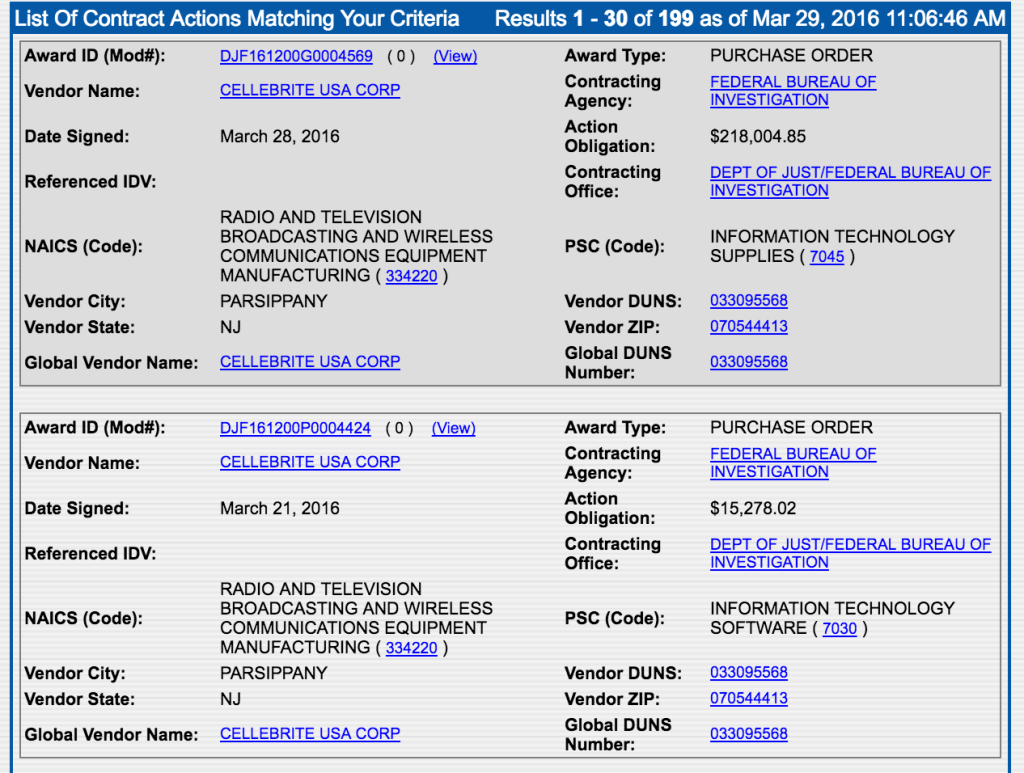 List Of Contract Actions Matching Your Criteria Results 1 - 30 of 199 as of Mar 29, 2016 11:06:46 AM
Award ID (Mod#): DJF161200G0004569 ( 0 ) (View) Award Type: PURCHASE ORDER
Vendor Name: CELLEBRITE USA CORP Contracting Agency: FEDERAL BUREAU OF INVESTIGATION
Date Signed: March 28, 2016 Action Obligation: $218,004.85
Referenced IDV: Contracting Office: DEPT OF JUST/FEDERAL BUREAU OF INVESTIGATION
NAICS (Code): RADIO AND TELEVISION BROADCASTING AND WIRELESS COMMUNICATIONS EQUIPMENT MANUFACTURING ( 334220 ) PSC (Code): INFORMATION TECHNOLOGY SUPPLIES ( 7045 )
Vendor City: PARSIPPANY Vendor DUNS: 033095568
Vendor State: NJ Vendor ZIP: 070544413
Global Vendor Name: CELLEBRITE USA CORP Global DUNS Number: 033095568
Award ID (Mod#): DJF161200P0004424 ( 0 ) (View) Award Type: PURCHASE ORDER
Vendor Name: CELLEBRITE USA CORP Contracting Agency: FEDERAL BUREAU OF INVESTIGATION
Date Signed: March 21, 2016 Action Obligation: $15,278.02
Referenced IDV: Contracting Office: DEPT OF JUST/FEDERAL BUREAU OF INVESTIGATION
NAICS (Code): RADIO AND TELEVISION BROADCASTING AND WIRELESS COMMUNICATIONS EQUIPMENT MANUFACTURING ( 334220 ) PSC (Code): INFORMATION TECHNOLOGY SOFTWARE ( 7030 )
Vendor City: PARSIPPANY Vendor DUNS: 033095568
Vendor State: NJ Vendor ZIP: 070544413
Global Vendor Name: CELLEBRITE USA CORP Global DUNS Number: 033095568